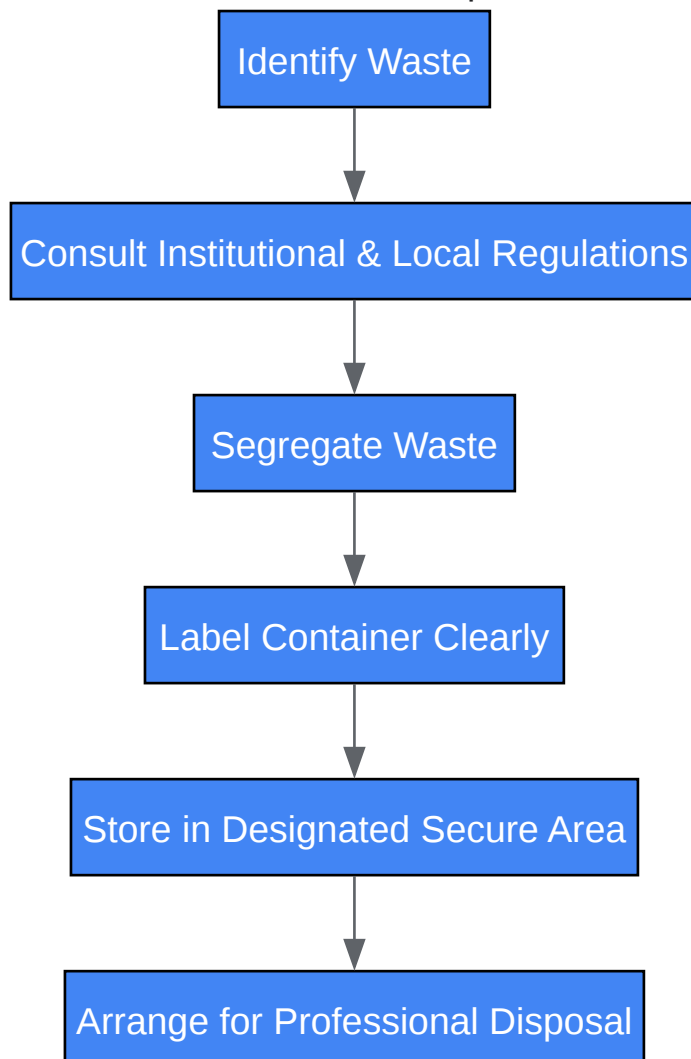 Identify Waste
Consult Institutional & Local Regulations
Segregate Waste
Label Container Clearly
Store in Designated Secure Area
Arrange for Professional Disposal